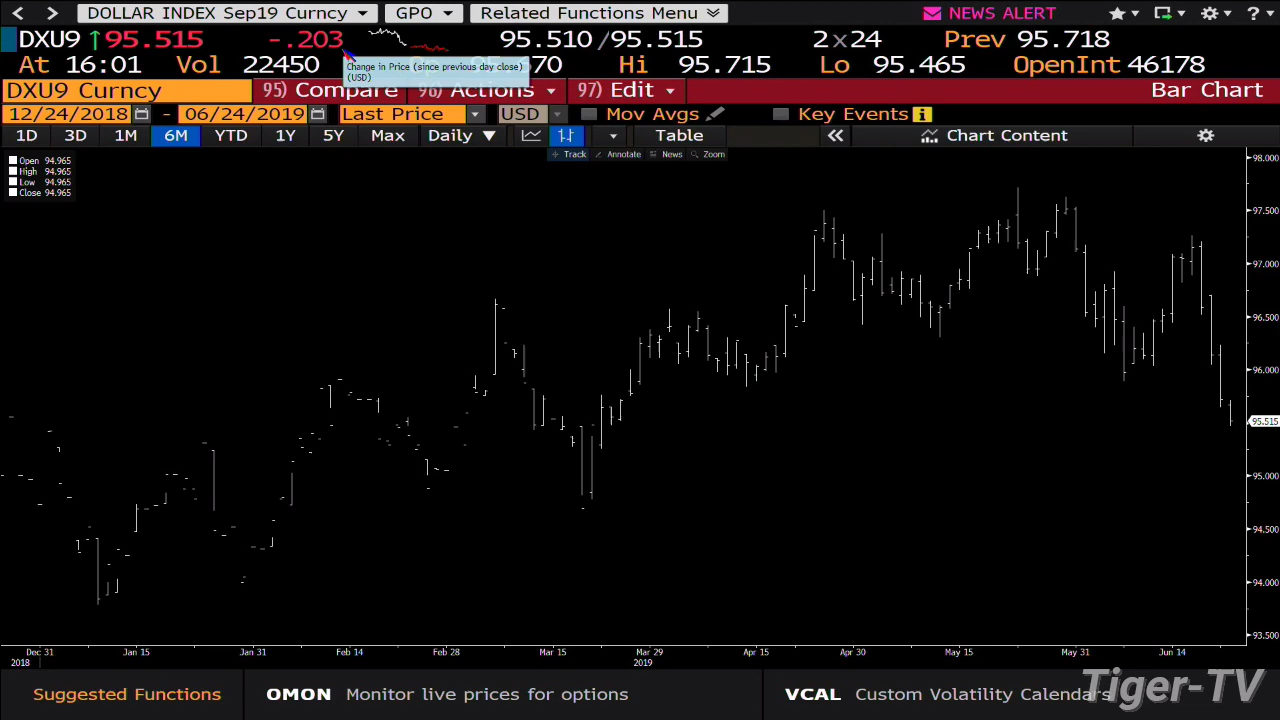 DOLLAR INDEX Sep19 Curncy GPO Related Functions Menu NEWS ALERT ?
DXU9 ↑95.515 -.203 95.510 /95.515 2x24 Prev 95.718
At 16:01 Vol 22450 95.670 Hi 95.715 Lo 95.465 OpenInt 46178
Change in Price (since previous day close)
(USD)
DXU9 Curncy 95) Compare 96) Actions 97) Edit Bar Chart
12/24/2018 - 06/24/2019 Last Price USD Mov Avgs Key Events i
1D 3D 1M 6M YTD 1Y 5Y Max Daily ▼ Table « Chart Content
Track Annotate News Zoom
Open 94.965
High 94.965
Low 94.965
Close 94.965
98.000
97.500
97.000
96.500
96.000
95.515
95.000
94.500
94.000
93.500
Dec 31 Jan 15 Jan 31 Feb 14 Feb 28 Mar 15 Mar 29 Apr 15 Apr 30 May 15 May 31 Jun 14
2018 2019
Suggested Functions OMON Monitor live prices for options VCAL Custom Volatility Calendars
Tiger-TV